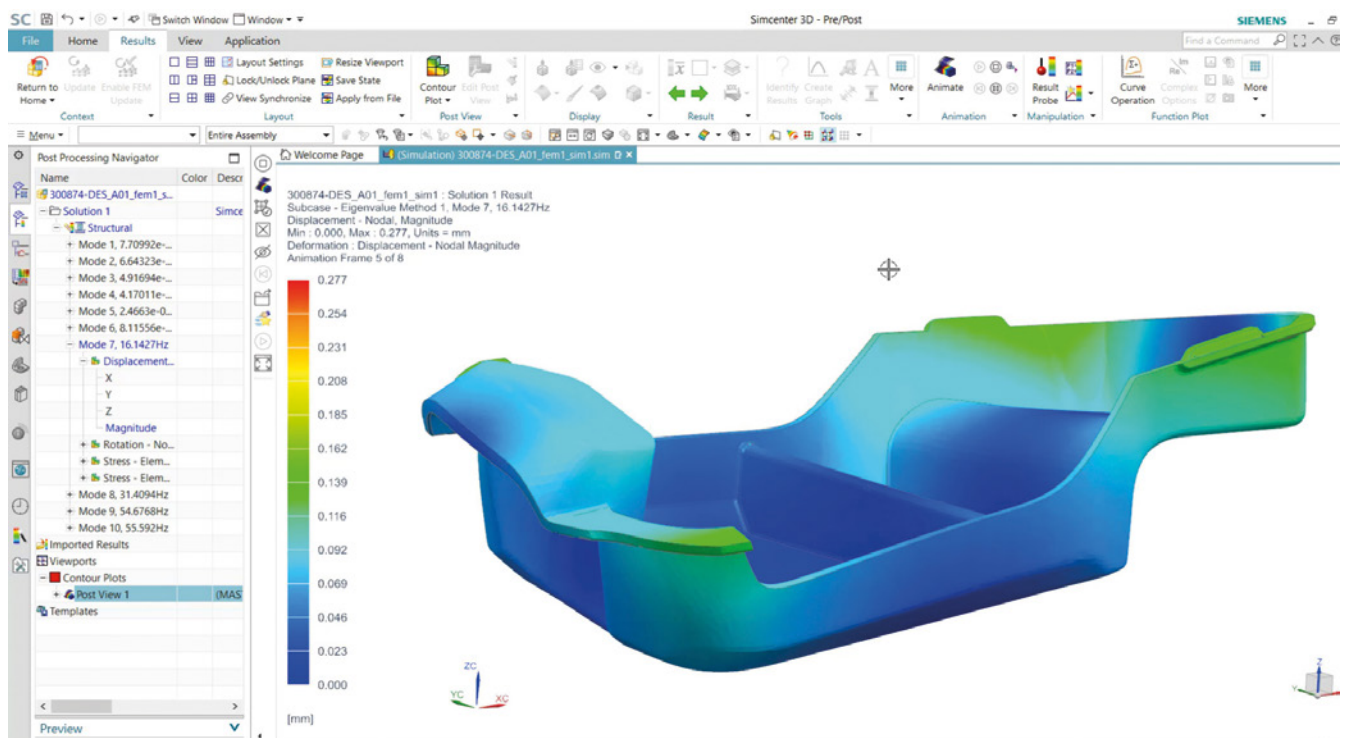 SC Switch Window Window Simcenter 3D - Pre/Post SIEMENS
File Home Results View Application Find a Command
Return to Home
Update
Enable FEM Update
Context
Layout Settings
Lock/Unlock Plane
View Synchronize
Resize Viewport
Save State
Apply from File
Layout
Contour Plot
Edit Post View
Post View
Display
Result
Identify Results
Create Graph
More
Tools
Animate
Animation
Result Probe
Manipulation
Curve Operation
Complex Options
More
Function Plot
Menu Entire Assembly
Post Processing Navigator
Name Color Descr
300874-DES_A01_fem1_s...
Solution 1 Simce
Structural
Mode 1, 7.70992e-...
Mode 2, 6.64323e-...
Mode 3, 4.91694e-...
Mode 4, 4.17011e-...
Mode 5, 2.4663e-0...
Mode 6, 8.11556e-...
Mode 7, 16.1427Hz
Displacement...
X
Y
Z
Magnitude
Rotation - No...
Stress - Elem...
Stress - Elem...
Mode 8, 31.4094Hz
Mode 9, 54.6768Hz
Mode 10, 55.592Hz
Imported Results
Viewports
Contour Plots
Post View 1 (MAS
Templates
Preview
Welcome Page (Simulation) 300874-DES_A01_fem1_sim1.sim
300874-DES_A01_fem1_sim1 : Solution 1 Result
Subcase - Eigenvalue Method 1, Mode 7, 16.1427Hz
Displacement - Nodal, Magnitude
Min : 0.000, Max : 0.277, Units = mm
Deformation : Displacement - Nodal Magnitude
Animation Frame 5 of 8
0.277
0.254
0.231
0.208
0.185
0.162
0.139
0.116
0.092
0.069
0.046
0.023
0.000
[mm]
ZC
YC
XC
Z
Y